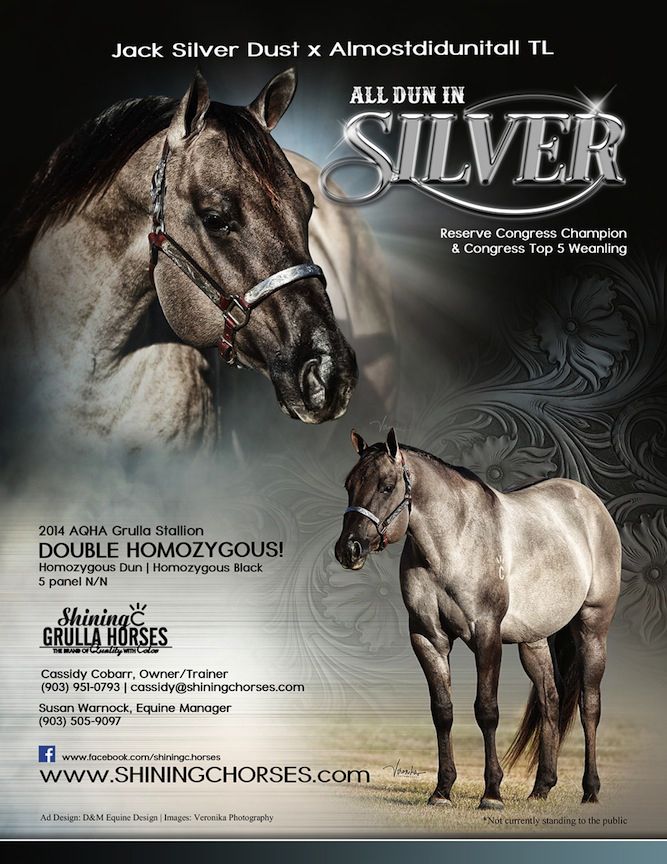 Jack Silver Dust x Almostdidunitall TL
ALL DUN IN
SILVER
Reserve Congress Champion
& Congress Top 5 Weanling
2014 AQHA Grulla Stallion
DOUBLE HOMOZYGOUS!
Homozygous Dun | Homozygous Black
5 panel N/N
Shining C
GRULLA HORSES
THE BRAND OF Quality WITH Color
Cassidy Cobarr, Owner/Trainer
(903) 951-0793 | cassidy@shiningchorses.com
Susan Warnock, Equine Manager
(903) 505-9097
f www.facebook.com/shiningc.horses
www.SHININGCHORSES.com
Veronika
Ad Design: D&M Equine Design | Images: Veronika Photography
*Not currently standing to the public